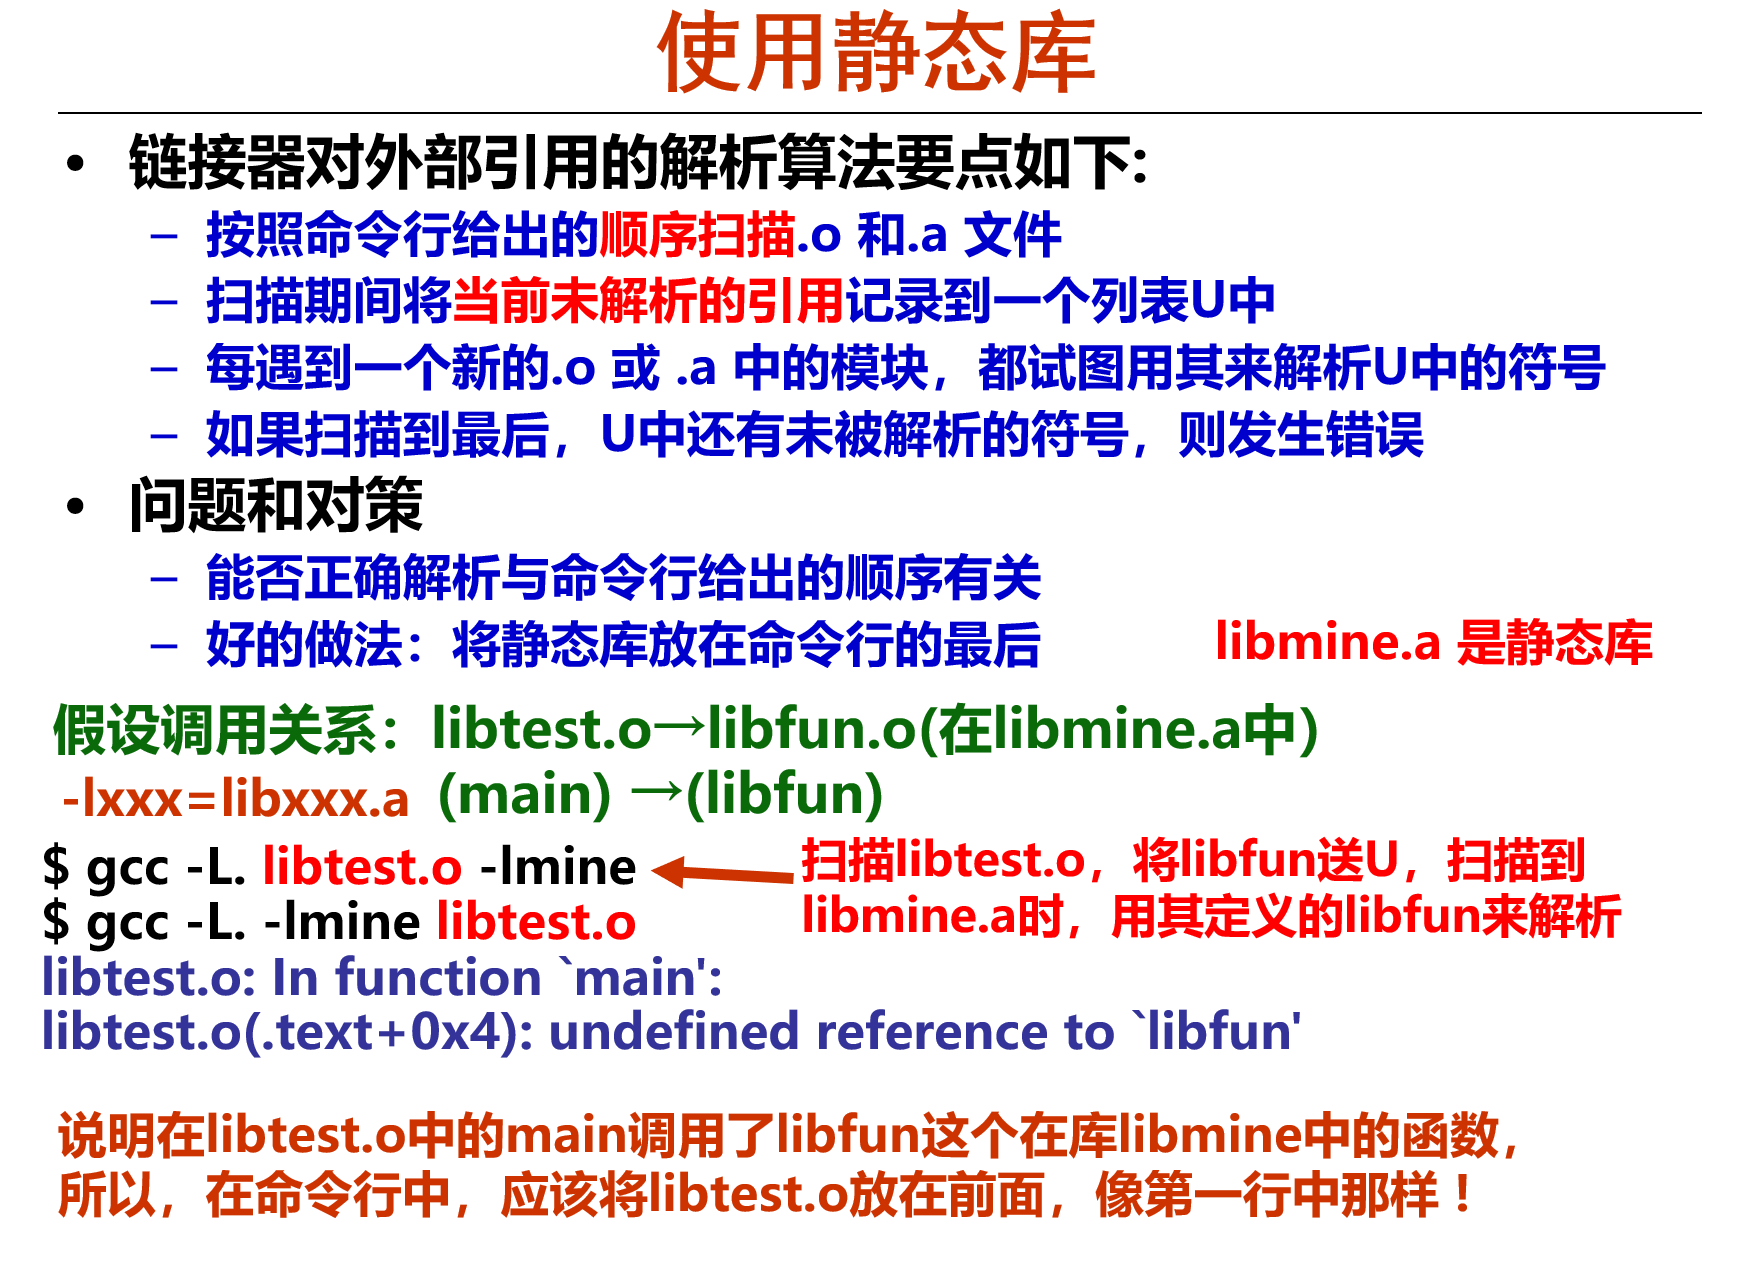 使用静态库
• 链接器对外部引用的解析算法要点如下:
– 按照命令行给出的顺序扫描.o 和.a 文件
– 扫描期间将当前未解析的引用记录到一个列表U中
– 每遇到一个新的.o 或 .a 中的模块，都试图用其来解析U中的符号
– 如果扫描到最后，U中还有未被解析的符号，则发生错误
• 问题和对策
– 能否正确解析与命令行给出的顺序有关
– 好的做法：将静态库放在命令行的最后
libmine.a 是静态库
假设调用关系：libtest.o→libfun.o(在libmine.a中)
-lxxx=libxxx.a (main) →(libfun)
$ gcc -L. libtest.o -lmine
扫描libtest.o，将libfun送U，扫描到
libmine.a时，用其定义的libfun来解析
$ gcc -L. -lmine libtest.o
libtest.o: In function `main':
libtest.o(.text+0x4): undefined reference to `libfun'
说明在libtest.o中的main调用了libfun这个在库libmine中的函数，
所以，在命令行中，应该将libtest.o放在前面，像第一行中那样！